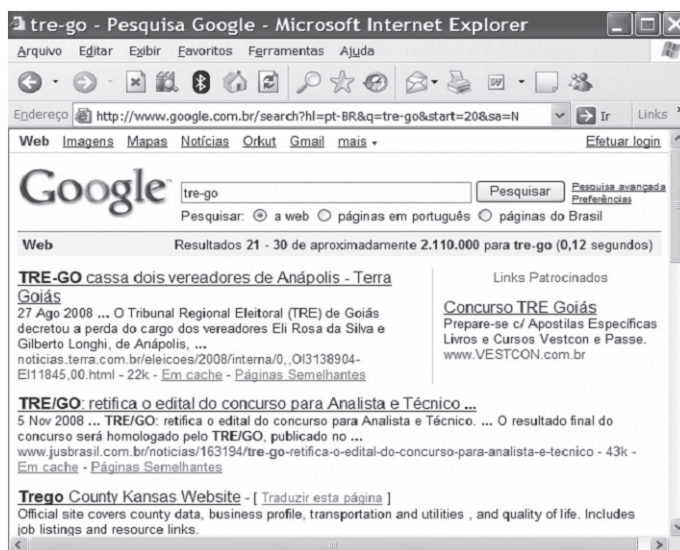 tre-go - Pesquisa Google - Microsoft Internet Explorer
Arquivo Editar Exibir Favoritos Ferramentas Ajuda
Endereço http://www.google.com.br/search?hl=pt-BR&q=tre-go&start=20&sa=N Ir Links
Web Imagens Mapas Notícias Orkut Gmail mais Efetuar login
Google tre-go Pesquisar Pesquisa avançada
Preferências
Pesquisar: a web páginas em português páginas do Brasil
Web Resultados 21 - 30 de aproximadamente 2.110.000 para tre-go (0,12 segundos)
TRE-GO cassa dois vereadores de Anápolis - Terra
Goiás
27 Ago 2008 ... O Tribunal Regional Eleitoral (TRE) de Goiás
decretou a perda do cargo dos vereadores Eli Rosa da Silva e
Gilberto Longhi, de Anápolis, ...
noticias.terra.com.br/eleicoes/2008/interna/0,,OI3138904-
EI11845,00.html - 22k - Em cache - Páginas Semelhantes
Links Patrocinados
Concurso TRE Goiás
Prepare-se c/ Apostilas Específicas
Livros e Cursos Vestcon e Passe.
www.VESTCON.com.br
TRE/GO: retifica o edital do concurso para Analista e Técnico ...
5 Nov 2008 ... TRE/GO: retifica o edital do concurso para Analista e Técnico. ... O resultado final do
concurso será homologado pelo TRE/GO, publicado no ...
www.jusbrasil.com.br/noticias/163194/tre-go-retifica-o-edital-do-concurso-para-analista-e-tecnico - 43k -
Em cache - Páginas Semelhantes
Trego County Kansas Website - [ Traduzir esta página ]
Official site covers county data, business profile, transportation and utilities , and quality of life. Includes
job listings and resource links.